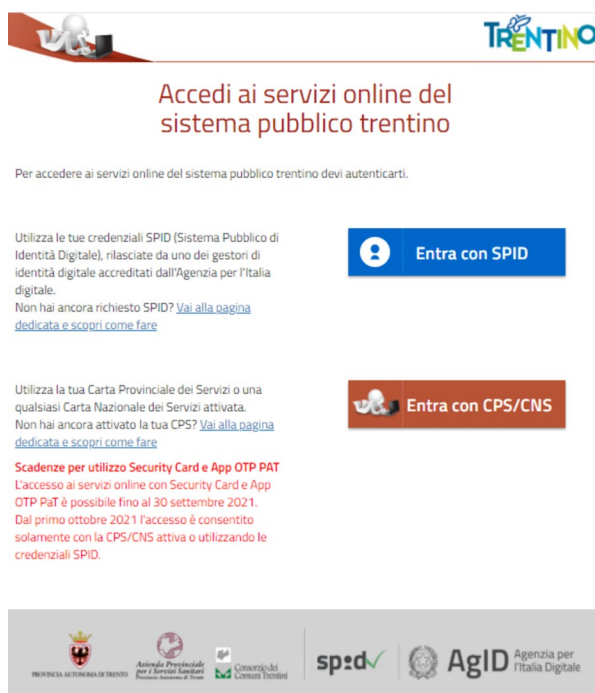 TRENTINO
Accedi ai servizi online del
sistema pubblico trentino
Per accedere ai servizi online del sistema pubblico trentino devi autenticarti.
Utilizza le tue credenziali SPID (Sistema Pubblico di
Identità Digitale), rilasciate da uno dei gestori di
identità digitale accreditati dall'Agenzia per l'Italia
digitale.
Non hai ancora richiesto SPID? Vai alla pagina
dedicata e scopri come fare
Entra con SPID
Utilizza la tua Carta Provinciale dei Servizi o una
qualsiasi Carta Nazionale dei Servizi attivata.
Non hai ancora attivato la tua CPS? Vai alla pagina
dedicata e scopri come fare
Entra con CPS/CNS
Scadenze per utilizzo Security Card e App OTP PAT
L'accesso ai servizi online con Security Card e App
OTP PaT è possibile fino al 30 settembre 2021.
Dal primo ottobre 2021 l'accesso è consentito
solamente con la CPS/CNS attiva o utilizzando le
credenziali SPID.
PROVINCIA AUTONOMA DI TRENTO
Azienda Provinciale
per i Servizi Sanitari
Provincia Autonoma di Trento
Consorzio dei
Comuni Trentini
spid
AgID
Agenzia per
l'Italia Digitale